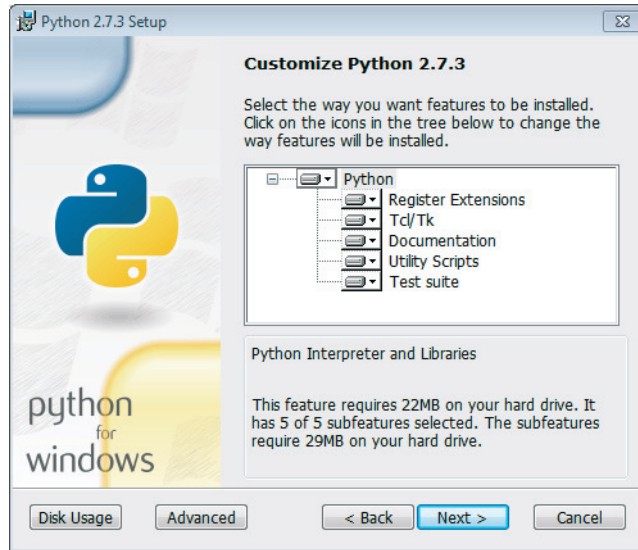 Python 2.7.3 Setup
Customize Python 2.7.3
Select the way you want features to be installed.
Click on the icons in the tree below to change the
way features will be installed.
Python
Register Extensions
Tcl/Tk
Documentation
Utility Scripts
Test suite
Python Interpreter and Libraries
This feature requires 22MB on your hard drive. It
has 5 of 5 subfeatures selected. The subfeatures
require 29MB on your hard drive.
python
for
windows
Disk Usage
Advanced
< Back
Next >
Cancel